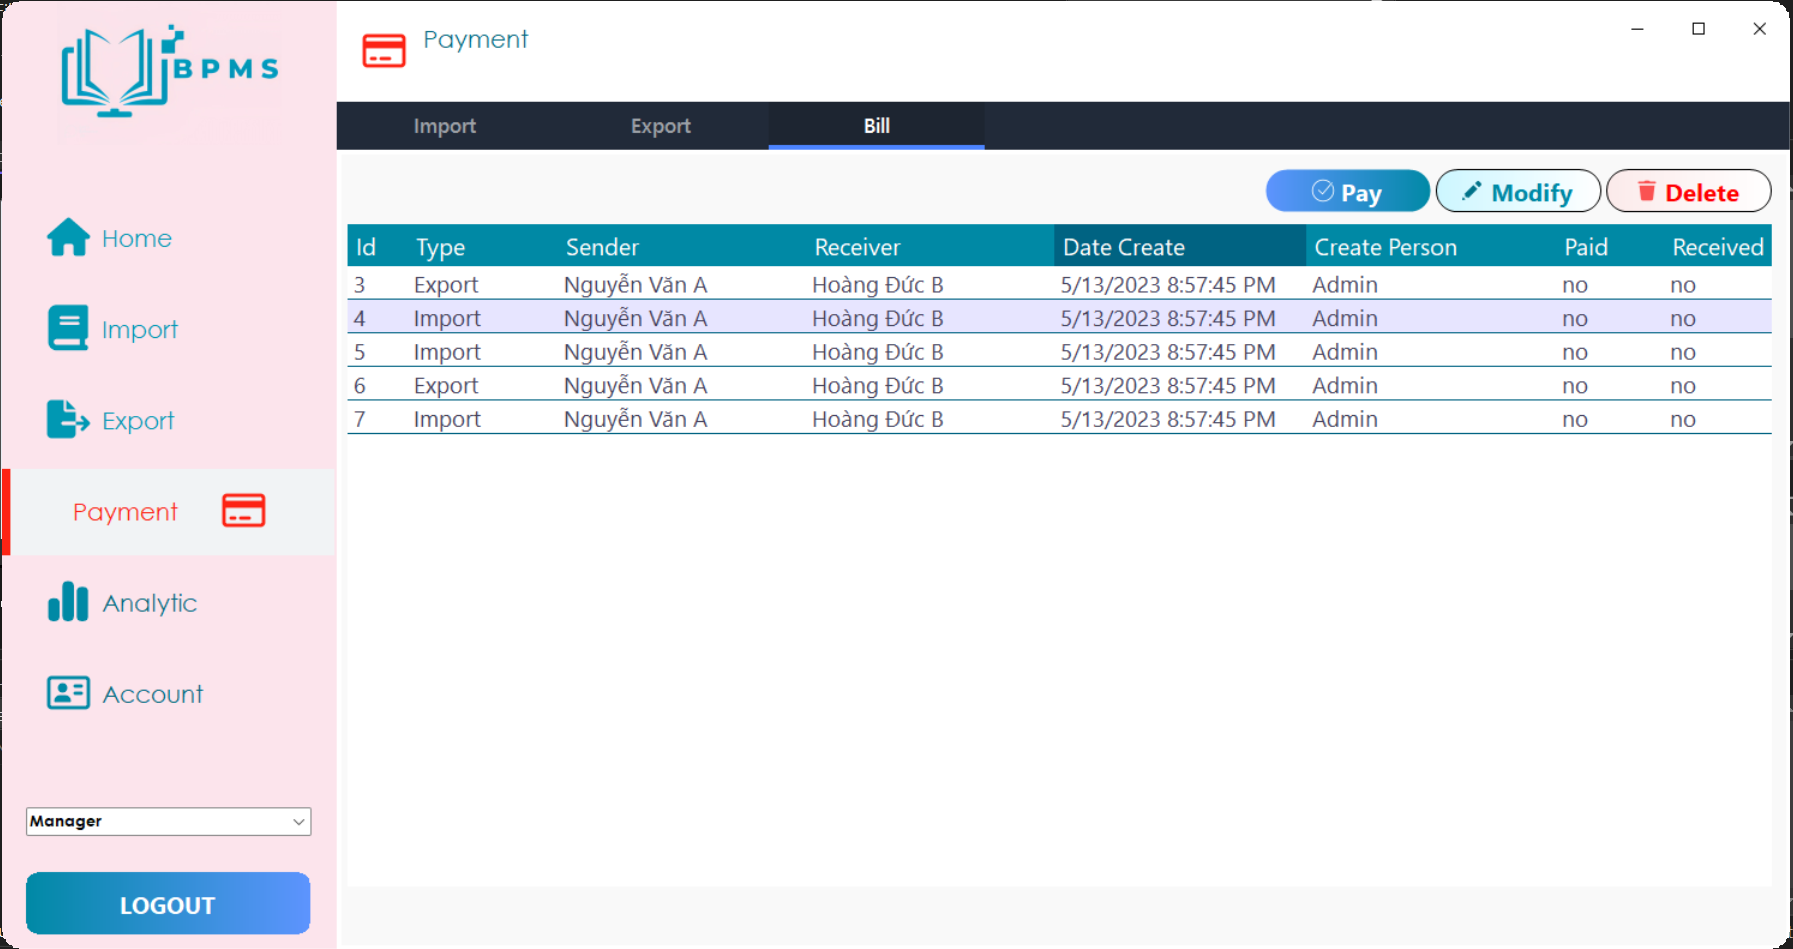 BPMS
Payment
Import Export Bill
Pay Modify Delete
Home
Import
Export
Payment
Analytic
Account
Manager
LOGOUT
Id Type Sender Receiver Date Create Create Person Paid Received
3 Export Nguyễn Văn A Hoàng Đức B 5/13/2023 8:57:45 PM Admin no no
4 Import Nguyễn Văn A Hoàng Đức B 5/13/2023 8:57:45 PM Admin no no
5 Import Nguyễn Văn A Hoàng Đức B 5/13/2023 8:57:45 PM Admin no no
6 Export Nguyễn Văn A Hoàng Đức B 5/13/2023 8:57:45 PM Admin no no
7 Import Nguyễn Văn A Hoàng Đức B 5/13/2023 8:57:45 PM Admin no no